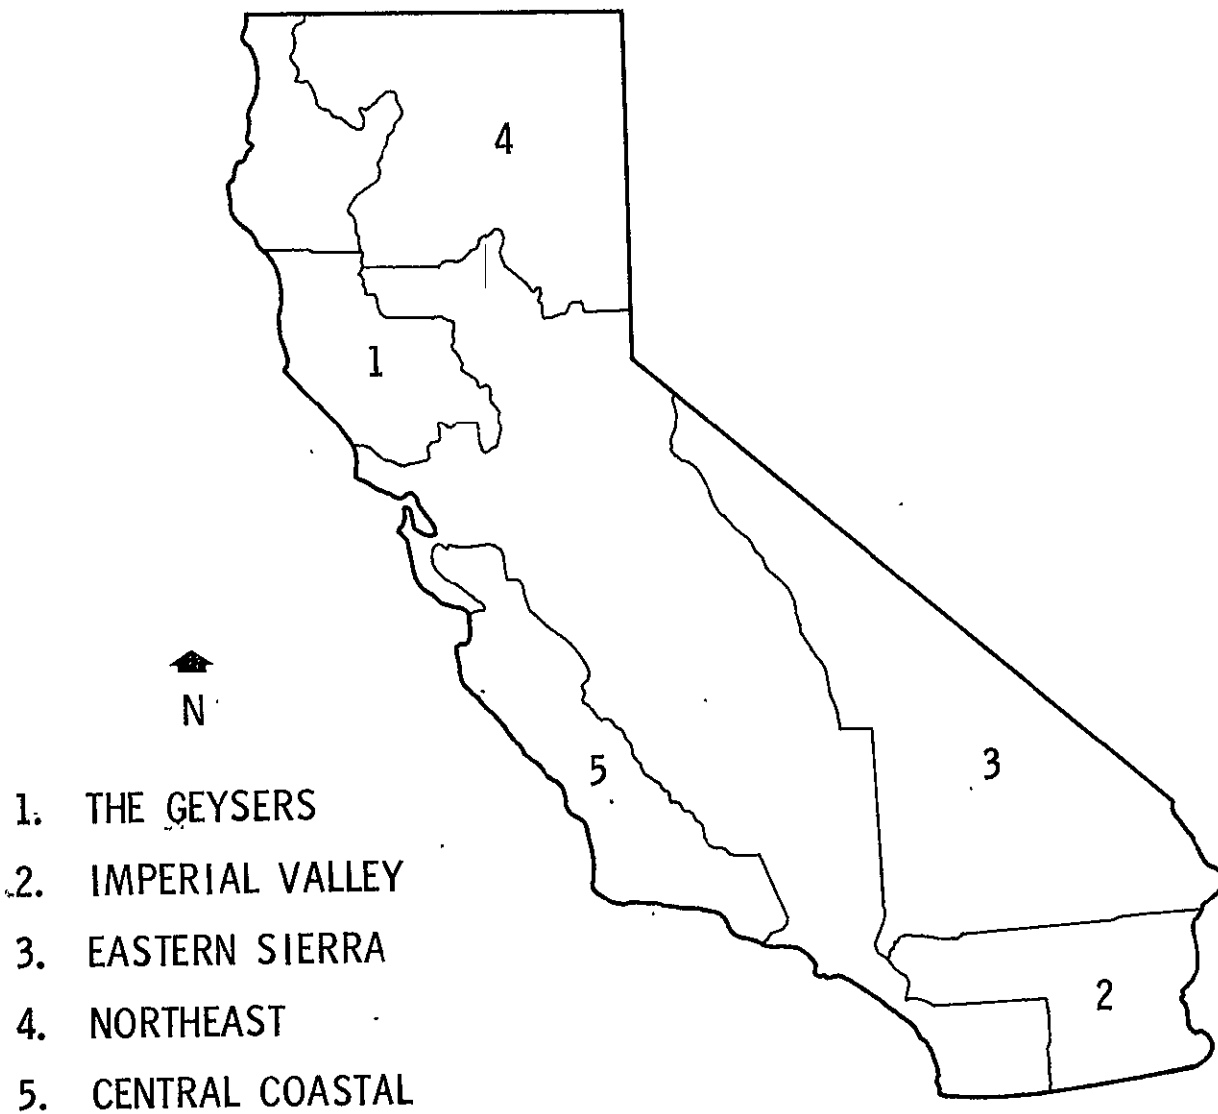 4
1
N
5
3
1. THE GEYSERS
2. IMPERIAL VALLEY
3. EASTERN SIERRA
2
4. NORTHEAST
5. CENTRAL COASTAL